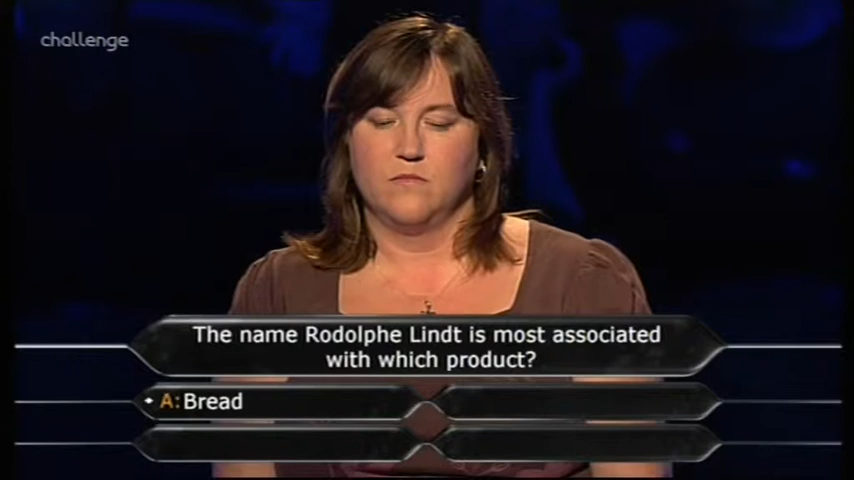 challenge
The name Rodolphe Lindt is most associated
with which product?
A: Bread